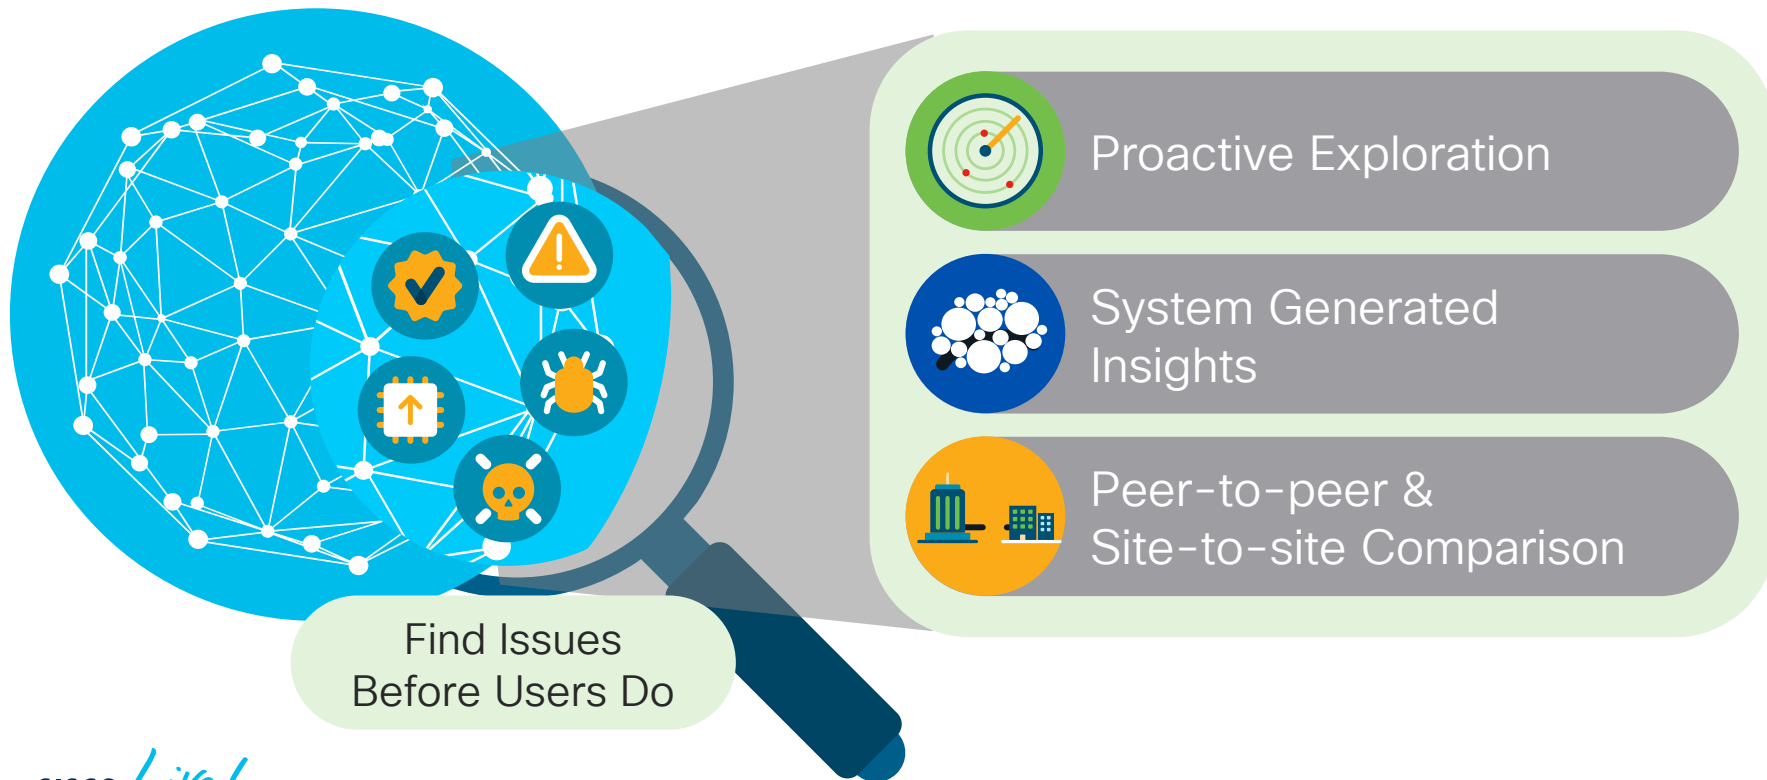 Proactive Exploration
System Generated
Insights
Peer-to-peer &
Site-to-site Comparison
Find Issues
Before Users Do